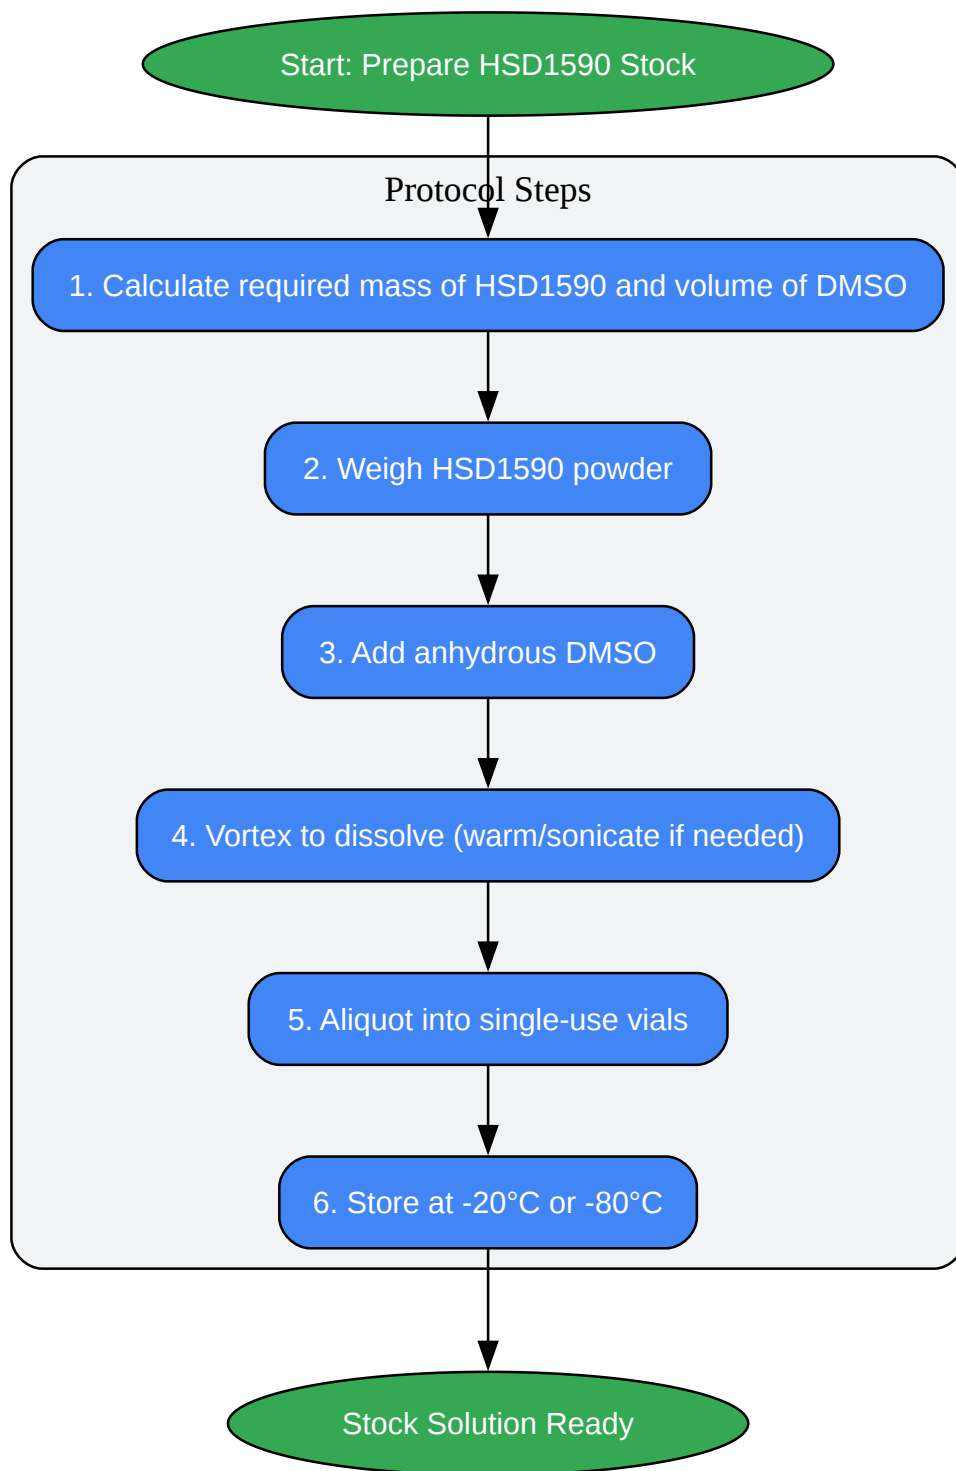 Start: Prepare HSD1590 Stock
Protocol Steps
1. Calculate required mass of HSD1590 and volume of DMSO
2. Weigh HSD1590 powder
3. Add anhydrous DMSO
4. Vortex to dissolve (warm/sonicate if needed)
5. Aliquot into single-use vials
6. Store at -20°C or -80°C
Stock Solution Ready